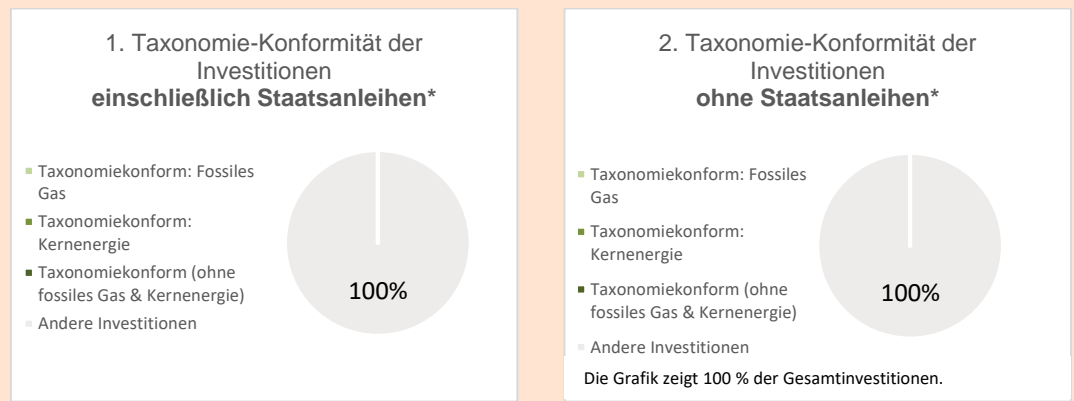 1. Taxonomie-Konformität der
Investitionen
einschließlich Staatsanleihen*
Taxonomiekonform: Fossiles
Gas
Taxonomiekonform:
Kernenergie
Taxonomiekonform (ohne
fossiles Gas & Kernenergie)
Andere Investitionen
100%
2. Taxonomie-Konformität der
Investitionen
ohne Staatsanleihen*
Taxonomiekonform: Fossiles
Gas
Taxonomiekonform:
Kernenergie
Taxonomiekonform (ohne
fossiles Gas & Kernenergie)
Andere Investitionen
100%
Die Grafik zeigt 100 % der Gesamtinvestitionen.